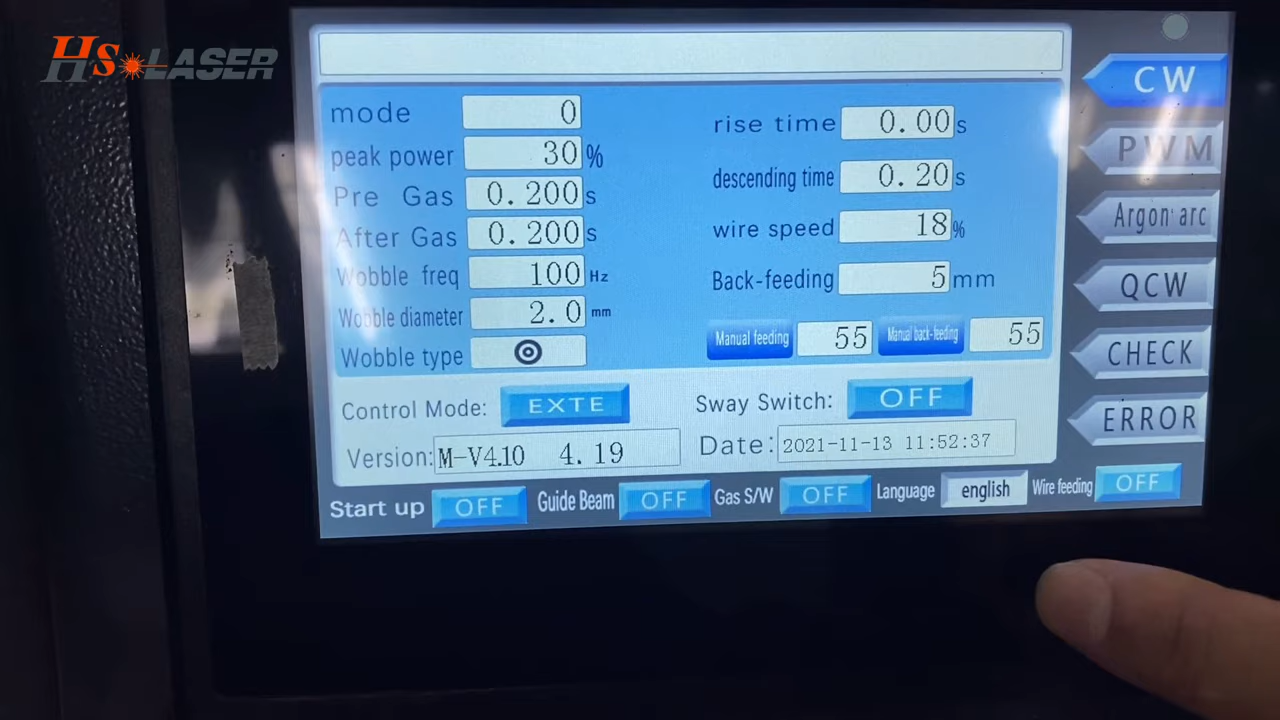 HS LASER
mode 0
peak power 30 %
Pre Gas 0.200 s
After Gas 0.200 s
Wobble freq 100 Hz
Wobble diameter 2.0 mm
Wobble type
rise time 0.00 s
descending time 0.20 s
wire speed 18 %
Back-feeding 5 mm
Manual feeding 55 Manual back-feeding 55
Control Mode: EXTE Sway Switch: OFF
Version: M-V4.10 4.19 Date: 2021-11-13 11:52:37
Start up OFF Guide Beam OFF Gas S/W OFF Language english Wire feeding OFF
CW
PWM
Argon arc
QCW
CHECK
ERROR